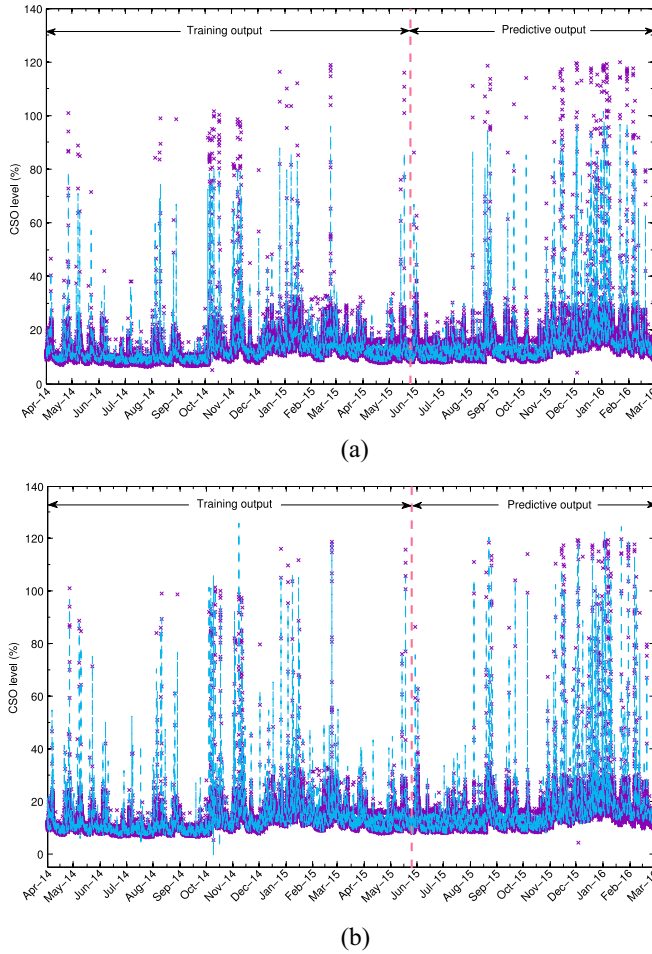 140
Training output
Predictive output
120
100
80
60
40
20
0
CSO level (%)
Apr–14
May–14
Jun–14
Jul–14
Aug–14
Sep–14
Oct–14
Nov–14
Dec–14
Jan–15
Feb–15
Mar–15
Apr–15
May–15
Jun–15
Jul–15
Aug–15
Sep–15
Oct–15
Nov–15
Dec–15
Jan–16
Feb–16
Mar–16
(a)
140
Training output
Predictive output
120
100
80
60
40
20
0
CSO level (%)
Apr–14
May–14
Jun–14
Jul–14
Aug–14
Sep–14
Oct–14
Nov–14
Dec–14
Jan–15
Feb–15
Mar–15
Apr–15
May–15
Jun–15
Jul–15
Aug–15
Sep–15
Oct–15
Nov–15
Dec–15
Jan–16
Feb–16
(b)